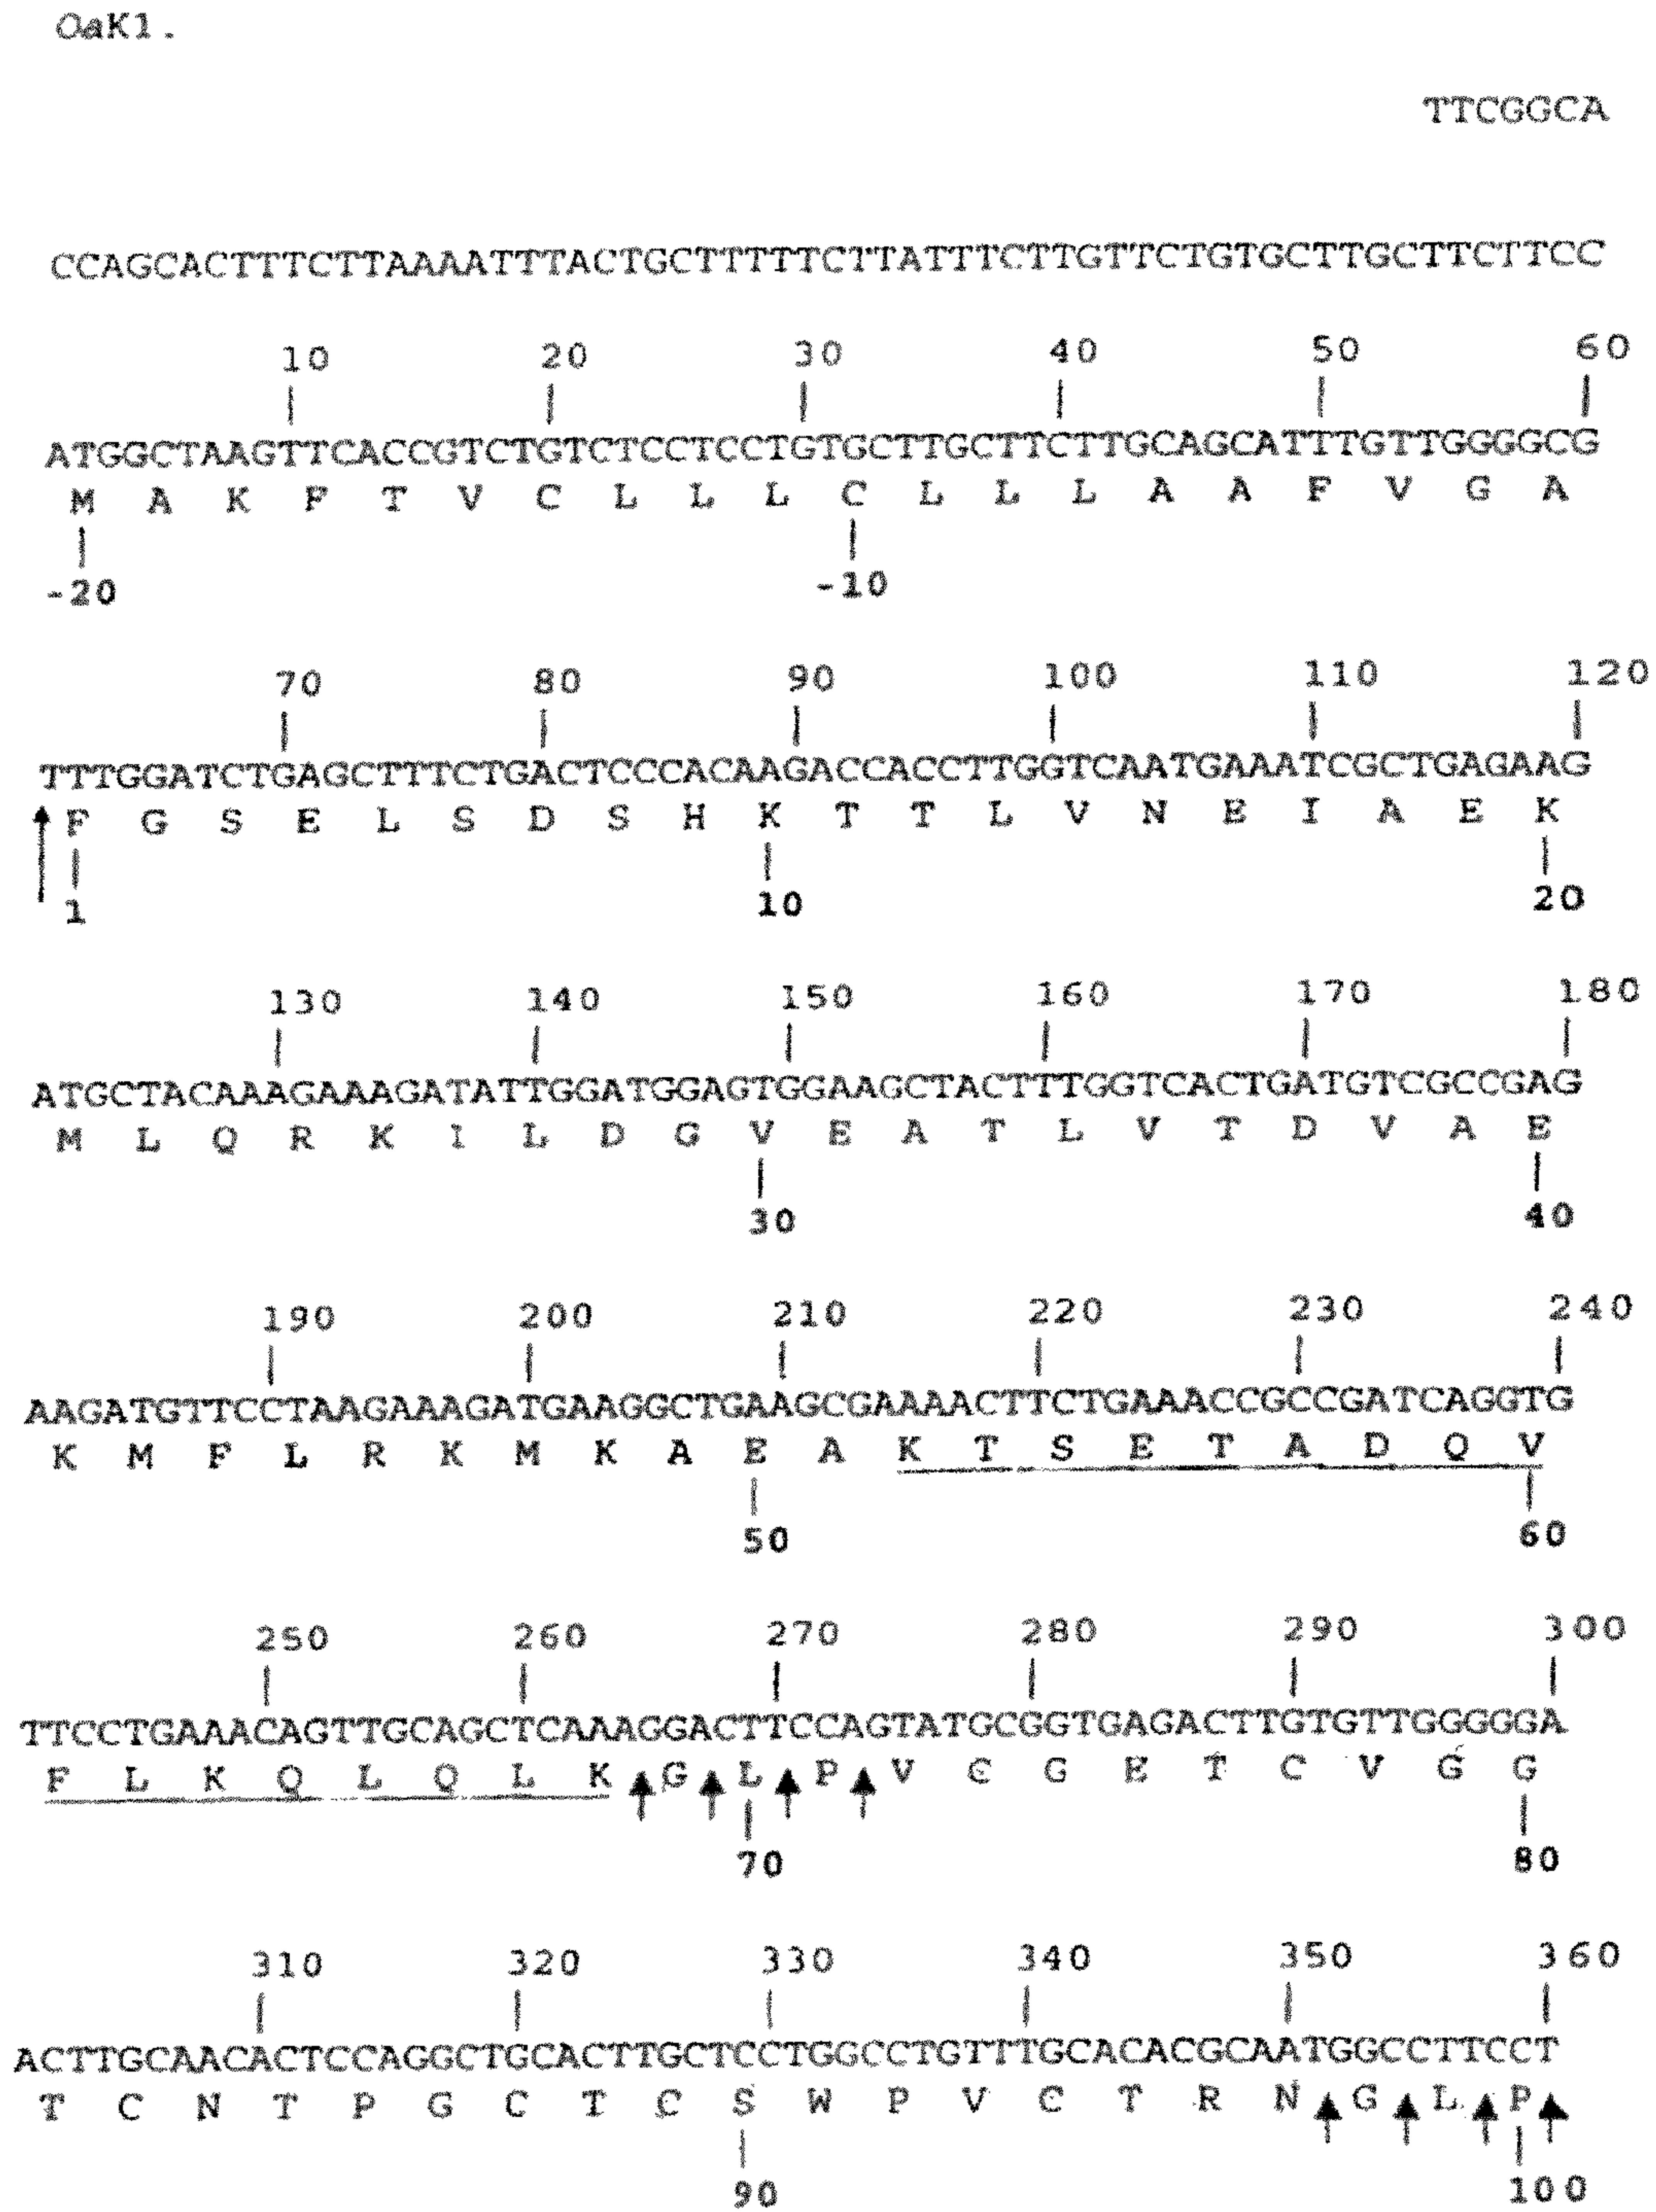 OaK1.
TTCGGCA
CCAGCACTTTCTTAAAATTTACTGCTTTTTCTTATTTCTTGTTCTGTGCTTGCTTCTTCC
10 20 30 40 50 60
ATGGCTAAGTTCACCGTCTGTCTCCTCCTGTGCTTGCTTCTTGCAGCATTTGTTGGGGCG
M A K F T V C L L L C L L L A A F V G A
-20 -10
70 80 90 100 110 120
TTTGGATCTGAGCTTTCTGACTCCCACAAGACCACCTTGGTCAATGAAATCGCTGAGAAG
F G S E L S D S H K T T L V N E I A E K
1 10 20
130 140 150 160 170 180
ATGCTACAAAGAAAGATATTGGATGGAGTGGAAGCTACTTTGGTCACTGATGTCGCCGAG
M L Q R K I L D G V E A T L V T D V A E
30 40
190 200 210 220 230 240
AAGATGTTCCTAAGAAAGATGAAGGCTGAAGCGAAAACTTCTGAAACCGCCGATCAGGTG
K M F L R K M K A E A K T S E T A D Q V
50 60
250 260 270 280 290 300
TTCCTGAAACAGTTGCAGCTCAAAGGACTTCCAGTATGCGGTGAGACTTGTGTTGGGGGA
F L K Q L Q L K G L P V C G E T C V G G
70 80
310 320 330 340 350 360
ACTTGCAACACTCCAGGCTGCACTTGCTCCTGGCCTGTTTGCACACGCAATGGCCTTCCT
T C N T P G C T C S W P V C T R N G L P
90 100